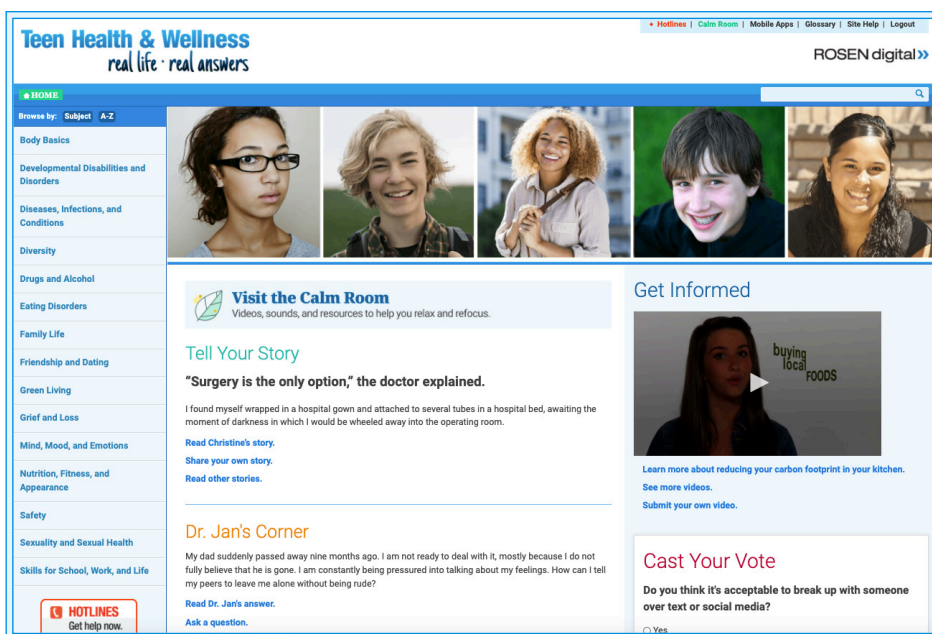 Teen Health & Wellness
real life · real answers
+ Hotlines | Calm Room | Mobile Apps | Glossary | Site Help | Logout
ROSEN digital»
HOME
Browse by: Subject A-Z
Body Basics
Developmental Disabilities and
Disorders
Diseases, Infections, and
Conditions
Diversity
Drugs and Alcohol
Eating Disorders
Family Life
Friendship and Dating
Green Living
Grief and Loss
Mind, Mood, and Emotions
Nutrition, Fitness, and
Appearance
Safety
Sexuality and Sexual Health
Skills for School, Work, and Life
HOTLINES
Get help now.
Visit the Calm Room
Videos, sounds, and resources to help you relax and refocus.
Tell Your Story
“Surgery is the only option,” the doctor explained.
I found myself wrapped in a hospital gown and attached to several tubes in a hospital bed, awaiting the
moment of darkness in which I would be wheeled away into the operating room.
Read Christine's story.
Share your own story.
Read other stories.
Dr. Jan's Corner
My dad suddenly passed away nine months ago. I am not ready to deal with it, mostly because I do not
fully believe that he is gone. I am constantly being pressured into talking about my feelings. How can I tell
my peers to leave me alone without being rude?
Read Dr. Jan's answer.
Ask a question.
Get Informed
buying
local
FOODS
Learn more about reducing your carbon footprint in your kitchen.
See more videos.
Submit your own video.
Cast Your Vote
Do you think it's acceptable to break up with someone
over text or social media?
Yes